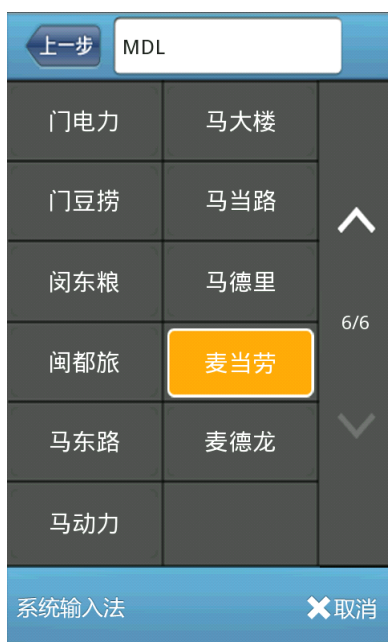 上一步 MDL
门电力 马大楼
门豆捞 马当路
闵东粮 马德里
6/6
闽都旅 麦当劳
马东路 麦德龙
马动力
系统输入法 取消